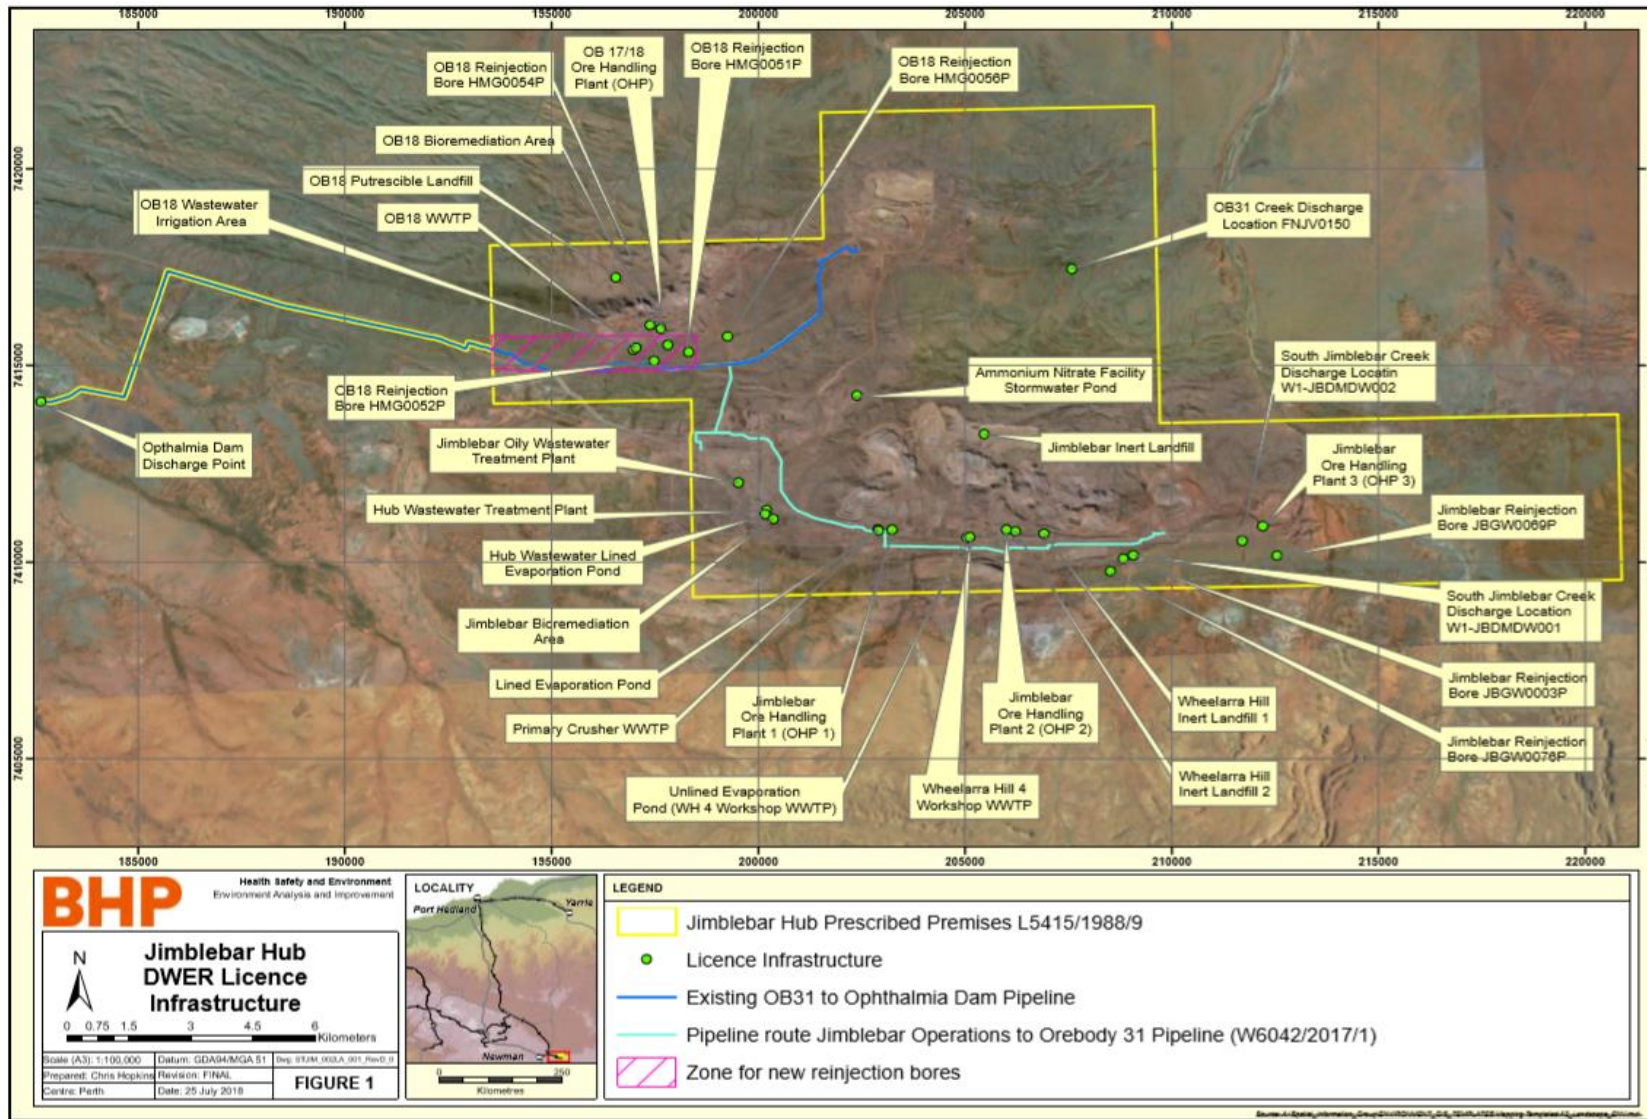 185000 190000 195000 200000 205000 210000 215000 220000
7420000
7415000
7410000
7405000
OB18 Reinjection
Bore HMG0054P
OB 17/18
Ore Handling
Plant (OHP)
OB18 Reinjection
Bore HMG0051P
OB18 Reinjection
Bore HMG0056P
OB18 Bioremediation Area
OB18 Putrescible Landfill
OB18 Wastewater
Irrigation Area
OB18 WWTP
OB31 Creek Discharge
Location FNJV0150
OB18 Reinjection
Bore HMG0052P
Ammonium Nitrate Facility
Stormwater Pond
South Jimblebar Creek
Discharge Locatin
W1-JBDMDW002
Opthalmia Dam
Discharge Point
Jimblebar Oily Wastewater
Treatment Plant
Jimblebar Inert Landfill
Jimblebar
Ore Handling
Plant 3 (OHP 3)
Hub Wastewater Treatment Plant
Jimblebar Reinjection
Bore JBGW0069P
Hub Wastewater Lined
Evaporation Pond
Jimblebar Bioremediation
Area
South Jimblebar Creek
Discharge Location
W1-JBDMDW001
Lined Evaporation Pond
Jimblebar Reinjection
Bore JBGW0003P
Primary Crusher WWTP
Jimblebar
Ore Handling
Plant 1 (OHP 1)
Jimblebar
Ore Handling
Plant 2 (OHP 2)
Wheelarra Hill
Inert Landfill 1
Jimblebar Reinjection
Bore JBGW0076P
Unlined Evaporation
Pond (WH 4 Workshop WWTP)
Wheelarra Hill 4
Workshop WWTP
Wheelarra Hill
Inert Landfill 2
185000 190000 195000 200000 205000 210000 215000 220000
BHP
Health Safety and Environment
Environment Analysis and Improvement
N
Jimblebar Hub
DWER Licence
Infrastructure
0 0.75 1.5 3 4.5 6
Kilometers
Scale (A3): 1:100,000
Datum: GDA94/MGA 51
Prepared: Chris Hopkins
Revision: FINAL
Centre: Perth
Date: 25 July 2018
FIGURE 1
LOCALITY
Port Hedland
Yarrie
Newman
0 250
Kilometres
LEGEND
Jimblebar Hub Prescribed Premises L5415/1988/9
Licence Infrastructure
Existing OB31 to Ophthalmia Dam Pipeline
Pipeline route Jimblebar Operations to Orebody 31 Pipeline (W6042/2017/1)
Zone for new reinjection bores